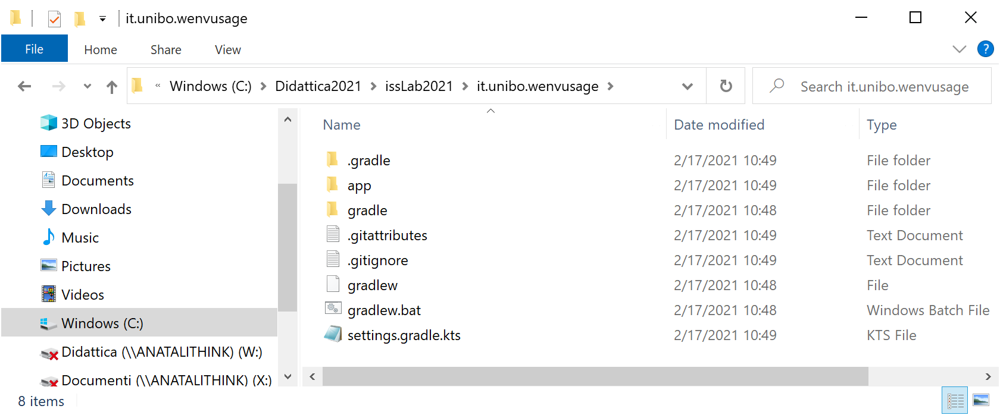 it.unibo.wenvusage
File Home Share View ?
« Windows (C:) > Didattica2021 > issLab2021 > it.unibo.wenvusage > Search it.unibo.wenvusage
3D Objects
Desktop
Documents
Downloads
Music
Pictures
Videos
Windows (C:)
Didattica (\\ANATALITHINK) (W:)
Documenti (\\ANATALITHINK) (X:)
Name Date modified Type
.gradle 2/17/2021 10:49 File folder
app 2/17/2021 10:49 File folder
gradle 2/17/2021 10:48 File folder
.gitattributes 2/17/2021 10:49 Text Document
.gitignore 2/17/2021 10:49 Text Document
gradlew 2/17/2021 10:48 File
gradlew.bat 2/17/2021 10:48 Windows Batch File
settings.gradle.kts 2/17/2021 10:49 KTS File
8 items